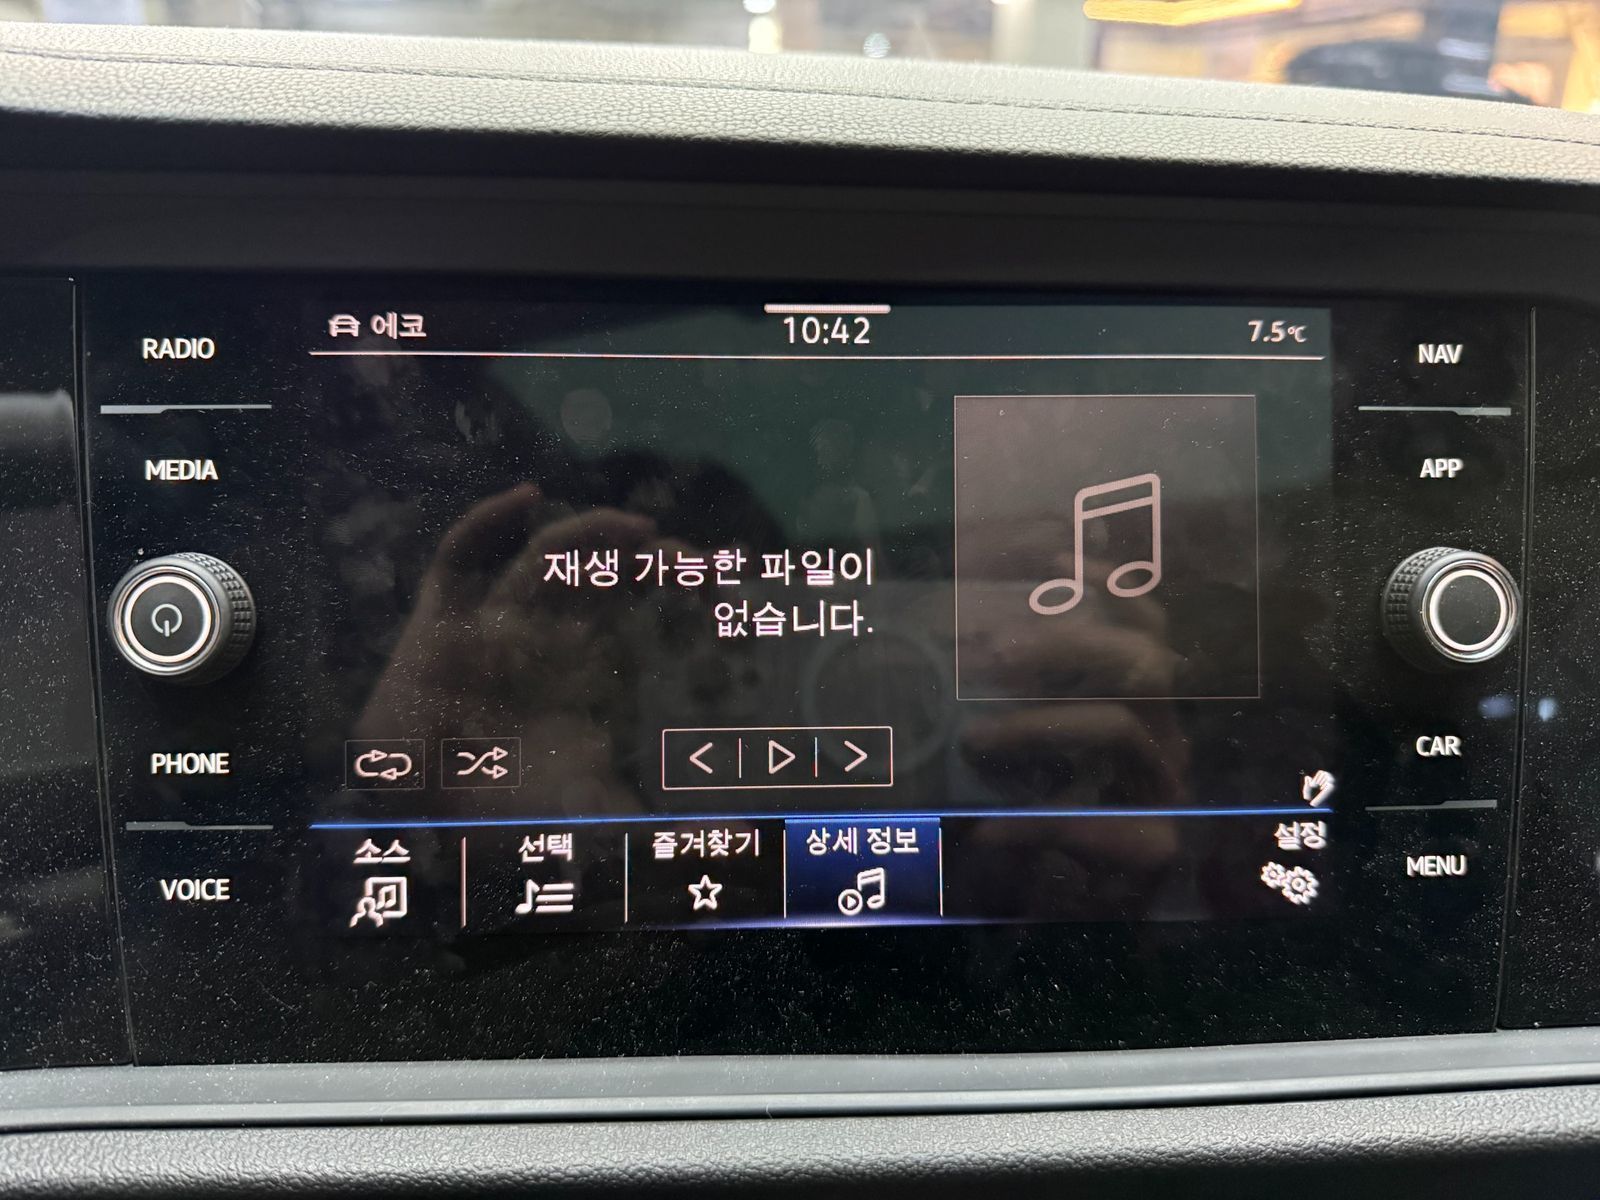 에코
10:42
7.5°C
RADIO
MEDIA
PHONE
VOICE
재생 가능한 파일이
없습니다.
소스
선택
즐겨찾기
상세 정보
설정
NAV
APP
CAR
MENU